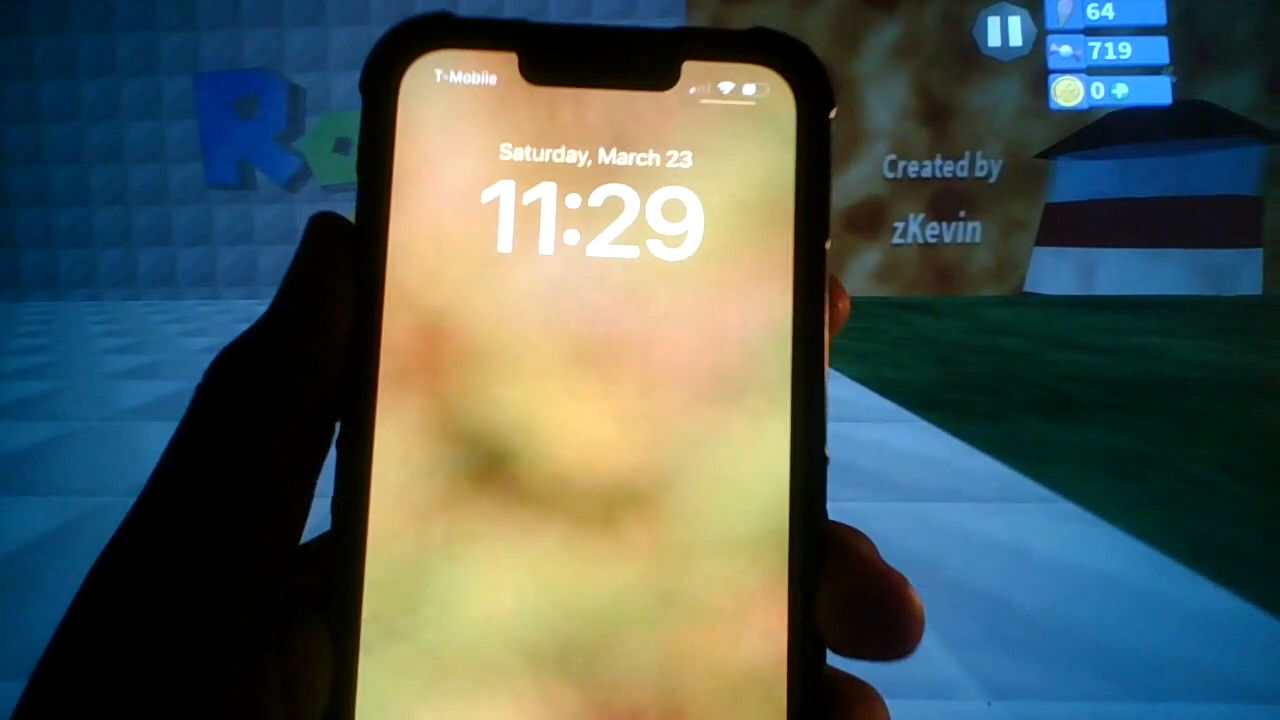 T-Mobile
Saturday, March 23
11:29
64
719
0
Created by
zKevin